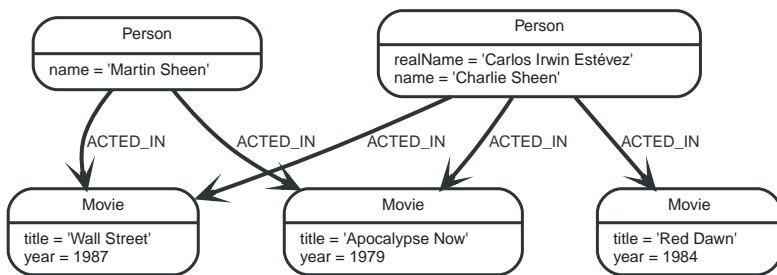 Person
name = 'Martin Sheen'
Person
realName = 'Carlos Irwin Estévez'
name = 'Charlie Sheen'
ACTED_IN
ACTED_IN
ACTED_IN
ACTED_IN
ACTED_IN
Movie
title = 'Wall Street'
year = 1987
Movie
title = 'Apocalypse Now'
year = 1979
Movie
title = 'Red Dawn'
year = 1984